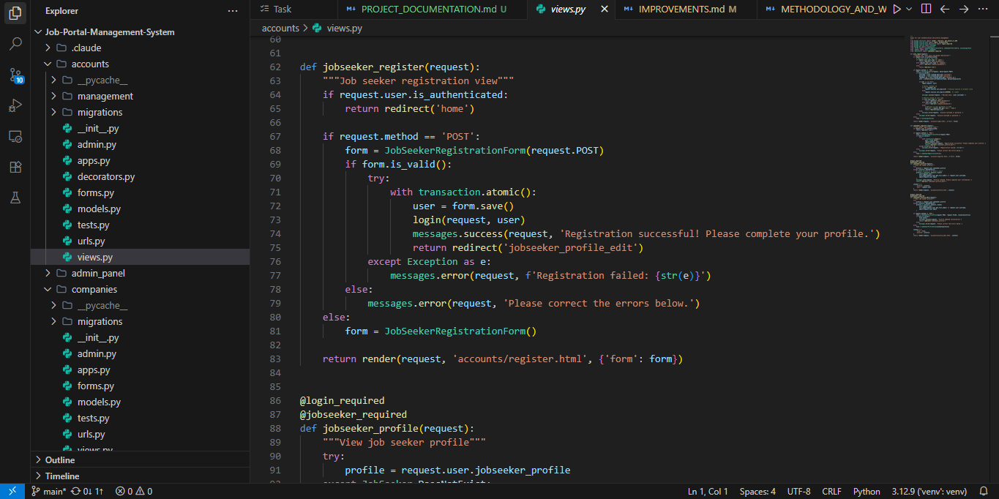 Explorer
Job-Portal-Management-System
.claude
accounts
__pycache__
management
migrations
__init__.py
admin.py
apps.py
decorators.py
forms.py
models.py
tests.py
urls.py
views.py
admin_panel
companies
__pycache__
migrations
__init__.py
admin.py
apps.py
forms.py
models.py
tests.py
urls.py
views.py
Outline
Timeline
10
Task
PROJECT_DOCUMENTATION.md U
views.py
IMPROVEMENTS.md M
METHODOLOGY_AND_W
accounts > views.py
60
61
62 def jobseeker_register(request):
63 """Job seeker registration view"""
64 if request.user.is_authenticated:
65 return redirect('home')
66
67 if request.method == 'POST':
68 form = JobSeekerRegistrationForm(request.POST)
69 if form.is_valid():
70 try:
71 with transaction.atomic():
72 user = form.save()
73 login(request, user)
74 messages.success(request, 'Registration successful! Please complete your profile.')
75 return redirect('jobseeker_profile_edit')
76 except Exception as e:
77 messages.error(request, f'Registration failed: {str(e)}')
78 else:
79 messages.error(request, 'Please correct the errors below.')
80 else:
81 form = JobSeekerRegistrationForm()
82
83 return render(request, 'accounts/register.html', {'form': form})
84
85
86 @login_required
87 @jobseeker_required
88 def jobseeker_profile(request):
89 """View job seeker profile"""
90 try:
91 profile = request.user.jobseeker_profile
92 except JobSeeker.DoesNotExist:
main* 0↓ 1↑ 0 0
Ln 1, Col 1 Spaces: 4 UTF-8 CRLF Python 3.12.9 ('venv': venv)